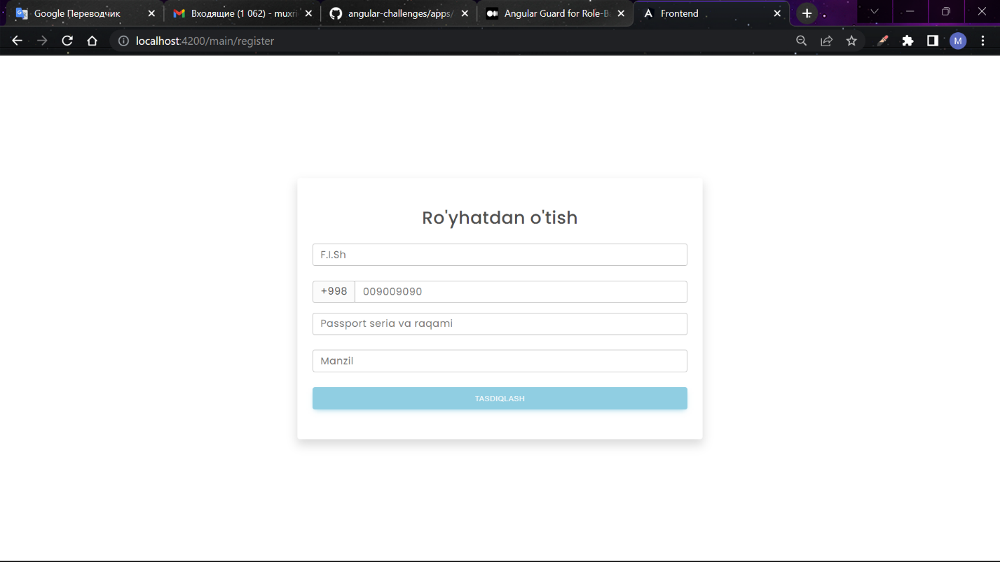 Google Переводчик
Входящие (1 062) - muxri
angular-challenges/apps/
Angular Guard for Role-B
Frontend
localhost:4200/main/register
M
Ro'yhatdan o'tish
F.I.Sh
+998 009009090
Passport seria va raqami
Manzil
TASDIQLASH